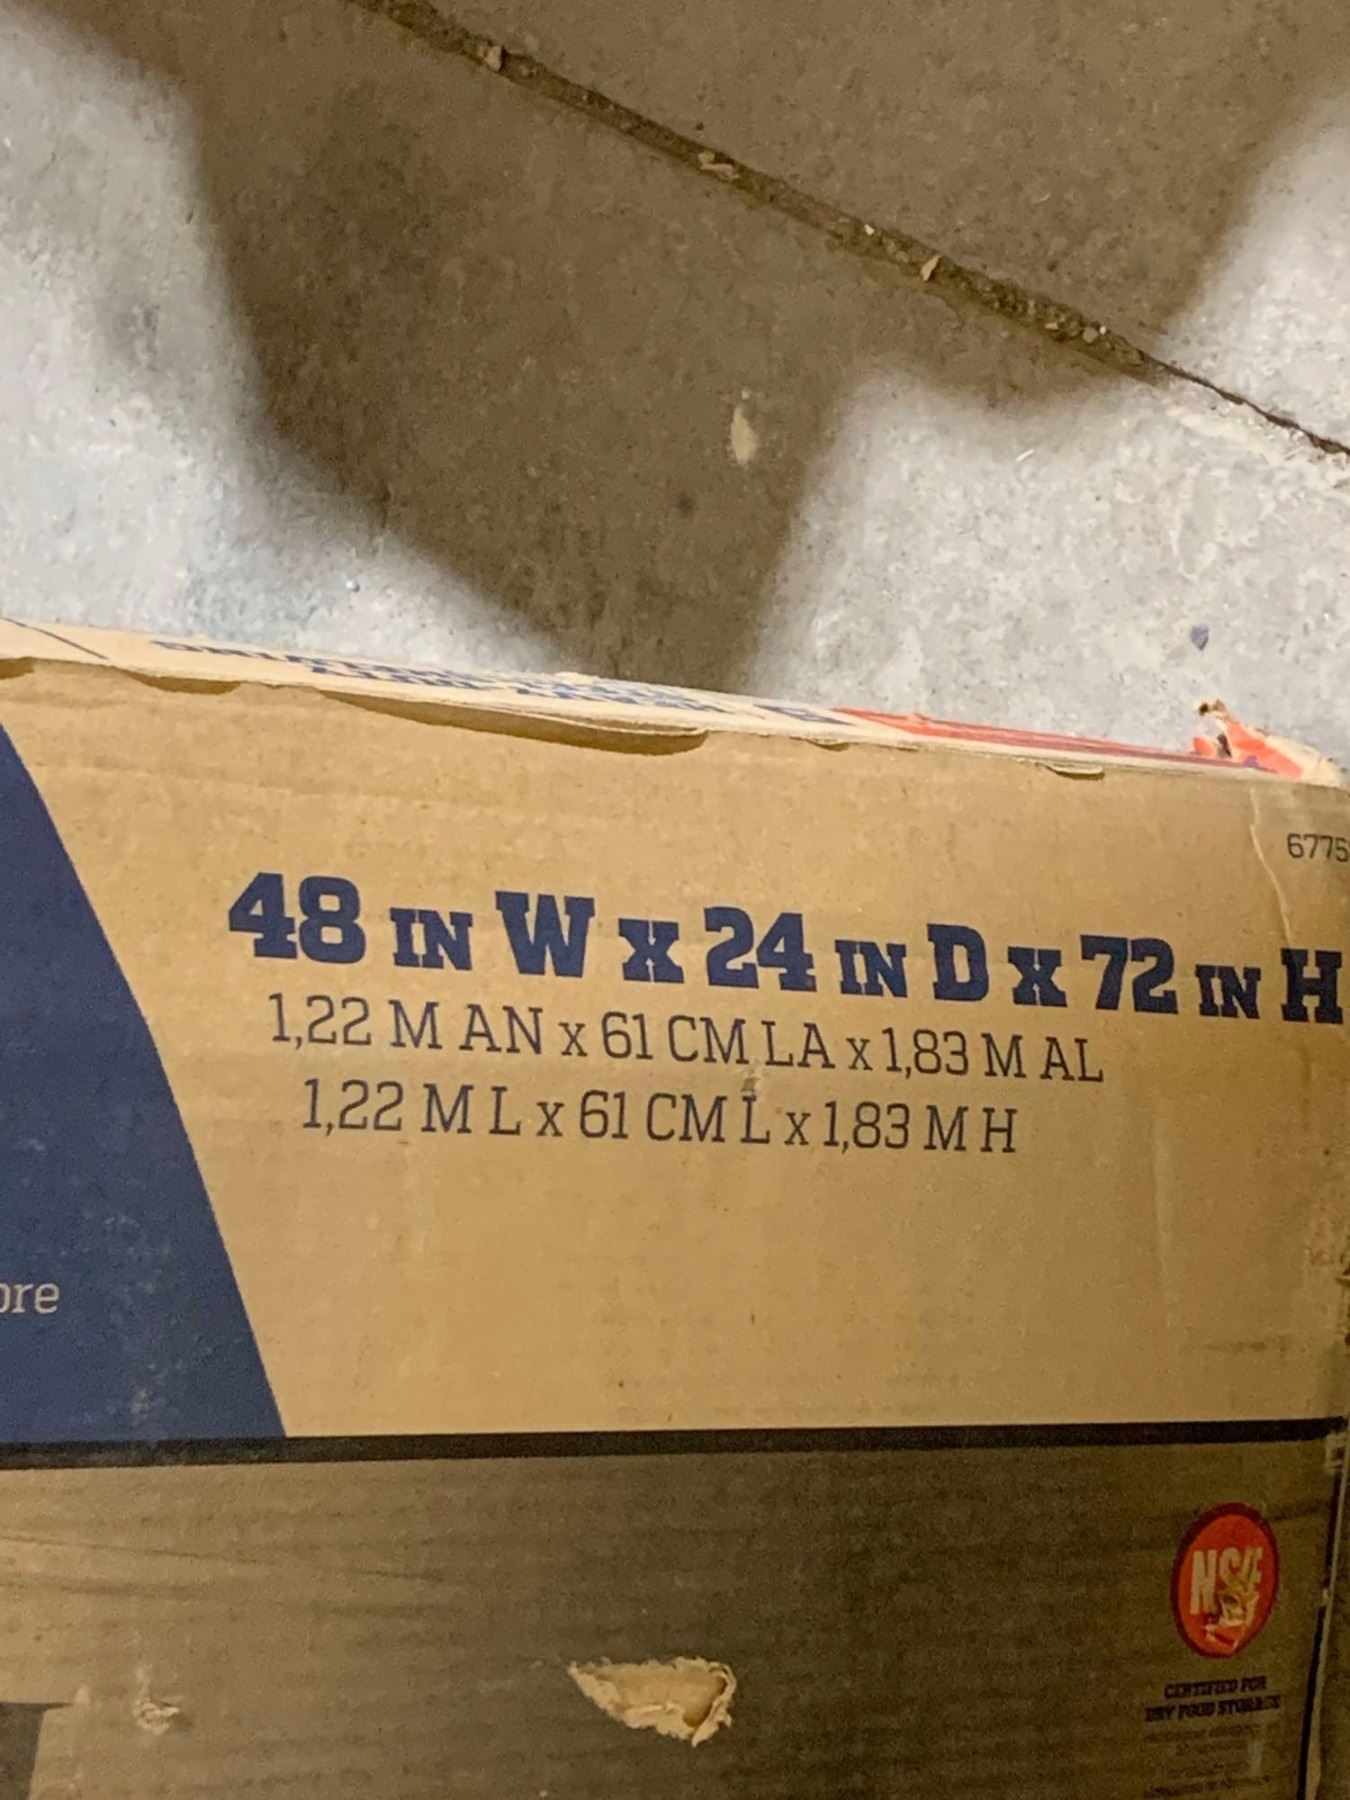 6775
48 IN W X 24 IN D X 72 IN H
1,22 M AN x 61 CM LA x 1,83 M AL
1,22 M L x 61 CM L x 1,83 M H
ore
NSF
CERTIFIED FOR
DRY FOOD STORAGE